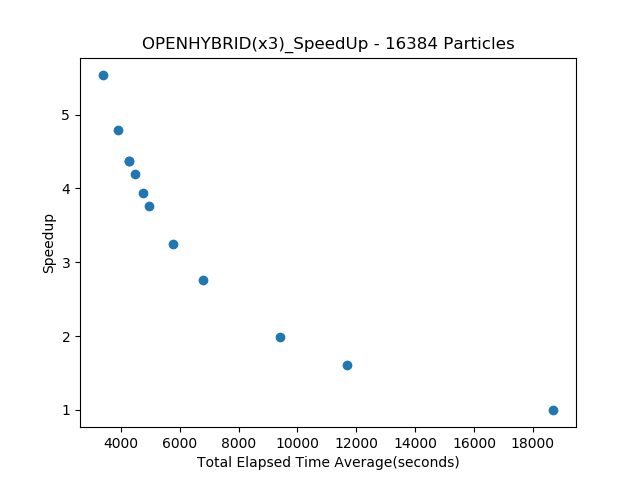 OPENHYBRID(x3)_SpeedUp - 16384 Particles
5
4
3
2
1
Speedup
4000 6000 8000 10000 12000 14000 16000 18000
Total Elapsed Time Average(seconds)